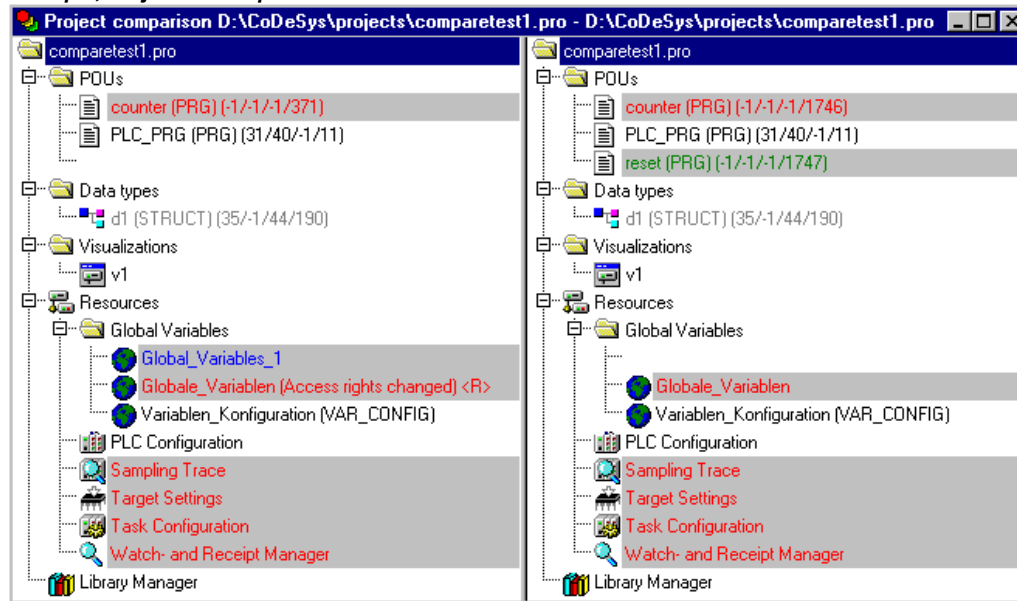 Project comparison D:\CoDeSys\projects\comparetest1.pro - D:\CoDeSys\projects\comparetest1.pro
comparetest1.pro
POUs
counter (PRG) (-1/-1/-1/371)
PLC_PRG (PRG) (31/40/-1/11)
Data types
d1 (STRUCT) (35/-1/44/190)
Visualizations
v1
Resources
Global Variables
Global_Variables_1
Globale_Variablen (Access rights changed) <R>
Variablen_Konfiguration (VAR_CONFIG)
PLC Configuration
Sampling Trace
Target Settings
Task Configuration
Watch- and Receipt Manager
Library Manager
comparetest1.pro
POUs
counter (PRG) (-1/-1/-1/1746)
PLC_PRG (PRG) (31/40/-1/11)
reset (PRG) (-1/-1/-1/1747)
Data types
d1 (STRUCT) (35/-1/44/190)
Visualizations
v1
Resources
Global Variables
Globale_Variablen
Variablen_Konfiguration (VAR_CONFIG)
PLC Configuration
Sampling Trace
Target Settings
Task Configuration
Watch- and Receipt Manager
Library Manager